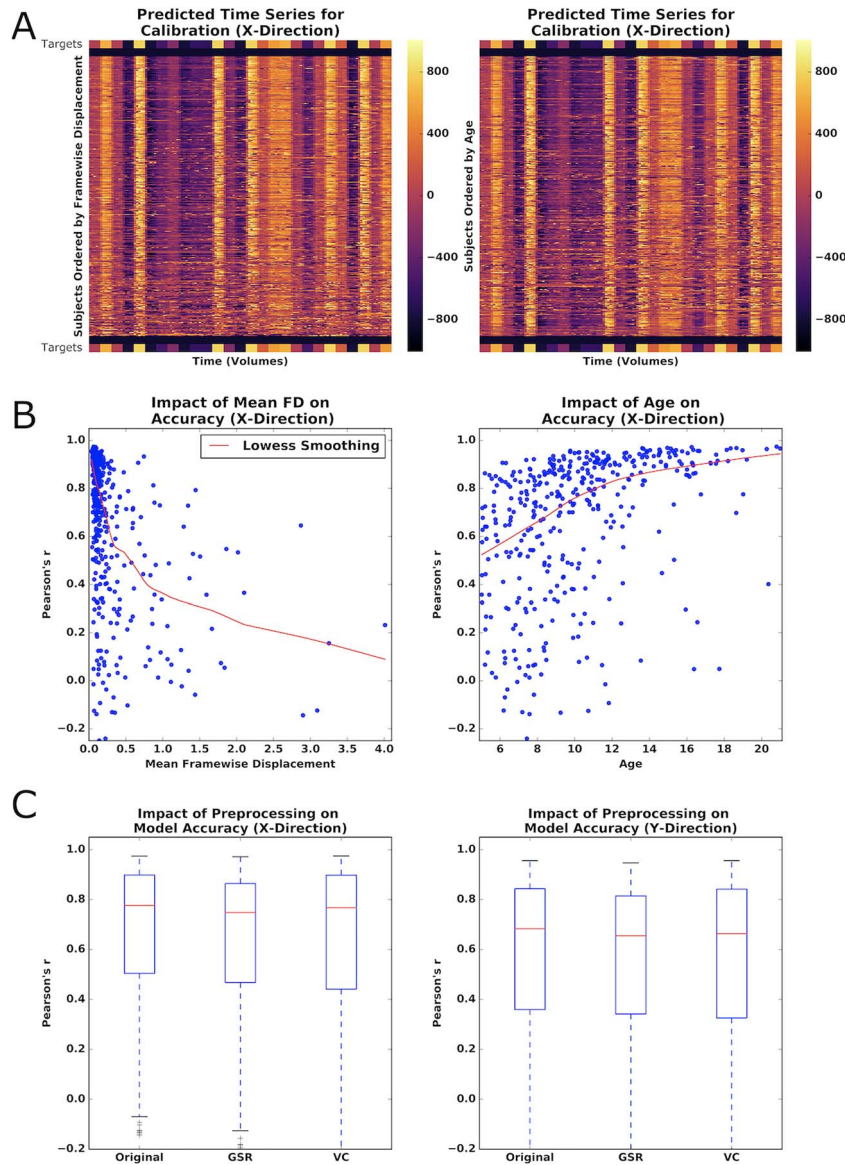 A
Predicted Time Series for
Calibration (X-Direction)
Targets
Subjects Ordered by Framewise Displacement
Targets
Time (Volumes)
800
400
0
−400
−800
Predicted Time Series for
Calibration (X-Direction)
Subjects Ordered by Age
Time (Volumes)
800
400
0
−400
−800
B
Impact of Mean FD on
Accuracy (X-Direction)
Lowess Smoothing
Pearson's r
1.0
0.8
0.6
0.4
0.2
0.0
−0.2
0.0 0.5 1.0 1.5 2.0 2.5 3.0 3.5 4.0
Mean Framewise Displacement
Impact of Age on
Accuracy (X-Direction)
Pearson's r
1.0
0.8
0.6
0.4
0.2
0.0
−0.2
6 8 10 12 14 16 18 20
Age
C
Impact of Preprocessing on
Model Accuracy (X-Direction)
Pearson's r
1.0
0.8
0.6
0.4
0.2
0.0
−0.2
Original GSR VC
Impact of Preprocessing on
Model Accuracy (Y-Direction)
Pearson's r
1.0
0.8
0.6
0.4
0.2
0.0
−0.2
Original GSR VC